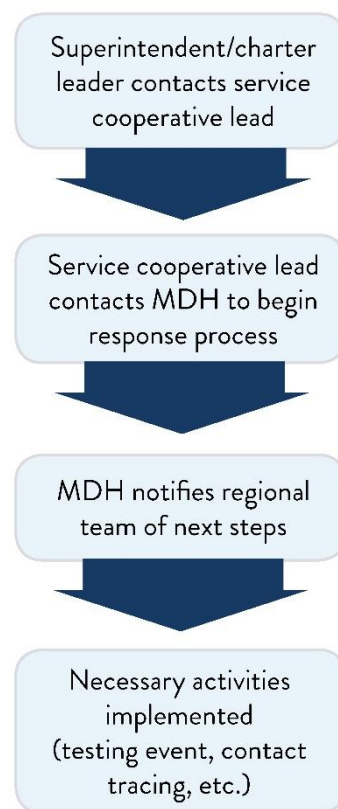 Superintendent/charter
leader contacts service
cooperative lead
Service cooperative lead
contacts MDH to begin
response process
MDH notifies regional
team of next steps
Necessary activities
implemented
(testing event, contact
tracing, etc.)